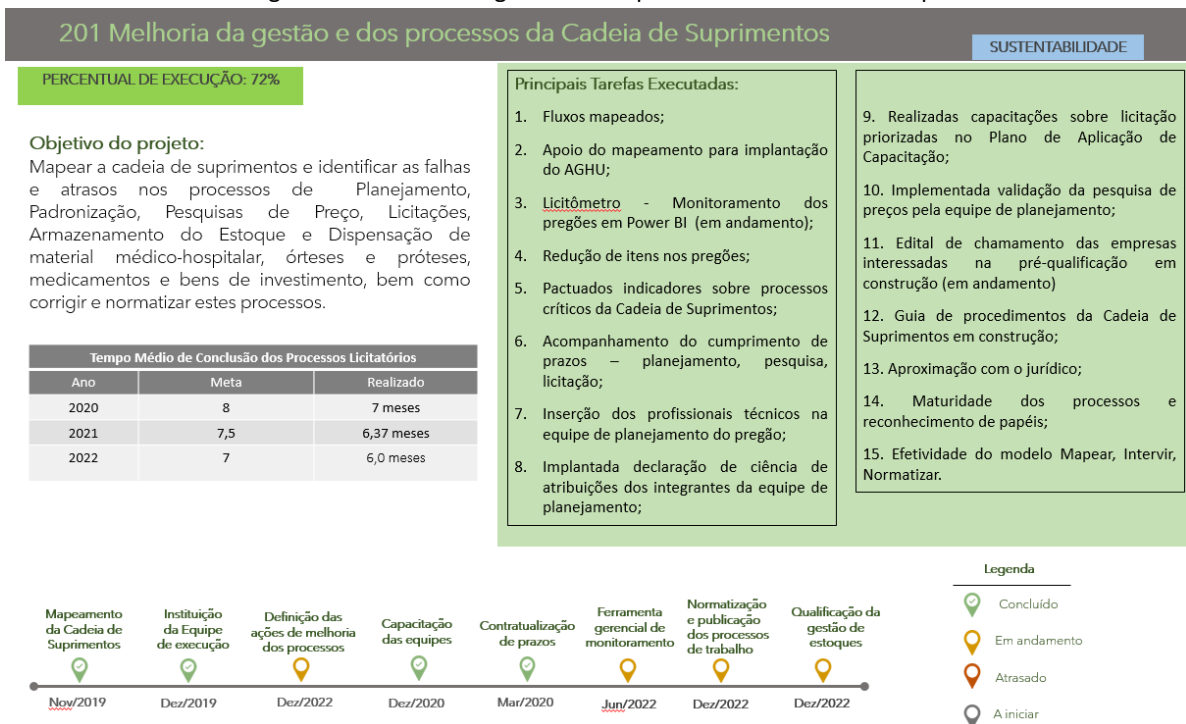 201 Melhoria da gestão e dos processos da Cadeia de Suprimentos
SUSTENTABILIDADE
PERCENTUAL DE EXECUÇÃO: 72%
Objetivo do projeto:
Mapear a cadeia de suprimentos e identificar as falhas
e atrasos nos processos de Planejamento,
Padronização, Pesquisas de Preço, Licitações,
Armazenamento do Estoque e Dispensação de
material médico-hospitalar, órteses e próteses,
medicamentos e bens de investimento, bem como
corrigir e normatizar estes processos.
Tempo Médio de Conclusão dos Processos Licitatórios
Ano Meta Realizado
2020 8 7 meses
2021 7,5 6,37 meses
2022 7 6,0 meses
Principais Tarefas Executadas:
1. Fluxos mapeados;
2. Apoio do mapeamento para implantação
do AGHU;
3. Licitômetro - Monitoramento dos
pregões em Power BI (em andamento);
4. Redução de itens nos pregões;
5. Pactuados indicadores sobre processos
críticos da Cadeia de Suprimentos;
6. Acompanhamento do cumprimento de
prazos – planejamento, pesquisa,
licitação;
7. Inserção dos profissionais técnicos na
equipe de planejamento do pregão;
8. Implantada declaração de ciência de
atribuições dos integrantes da equipe de
planejamento;
9. Realizadas capacitações sobre licitação
priorizadas no Plano de Aplicação de
Capacitação;
10. Implementada validação da pesquisa de
preços pela equipe de planejamento;
11. Edital de chamamento das empresas
interessadas na pré-qualificação em
construção (em andamento)
12. Guia de procedimentos da Cadeia de
Suprimentos em construção;
13. Aproximação com o jurídico;
14. Maturidade dos processos e
reconhecimento de papéis;
15. Efetividade do modelo Mapear, Intervir,
Normatizar.
Mapeamento
da Cadeia de
Suprimentos
Nov/2019
Instituição
da Equipe
de execução
Dez/2019
Definição das
ações de melhoria
dos processos
Dez/2022
Capacitação
das equipes
Dez/2020
Contratualização
de prazos
Mar/2020
Ferramenta
gerencial de
monitoramento
Jun/2022
Normatização
e publicação
dos processos
de trabalho
Dez/2022
Qualificação da
gestão de
estoques
Dez/2022
Legenda
Concluído
Em andamento
Atrasado
A iniciar